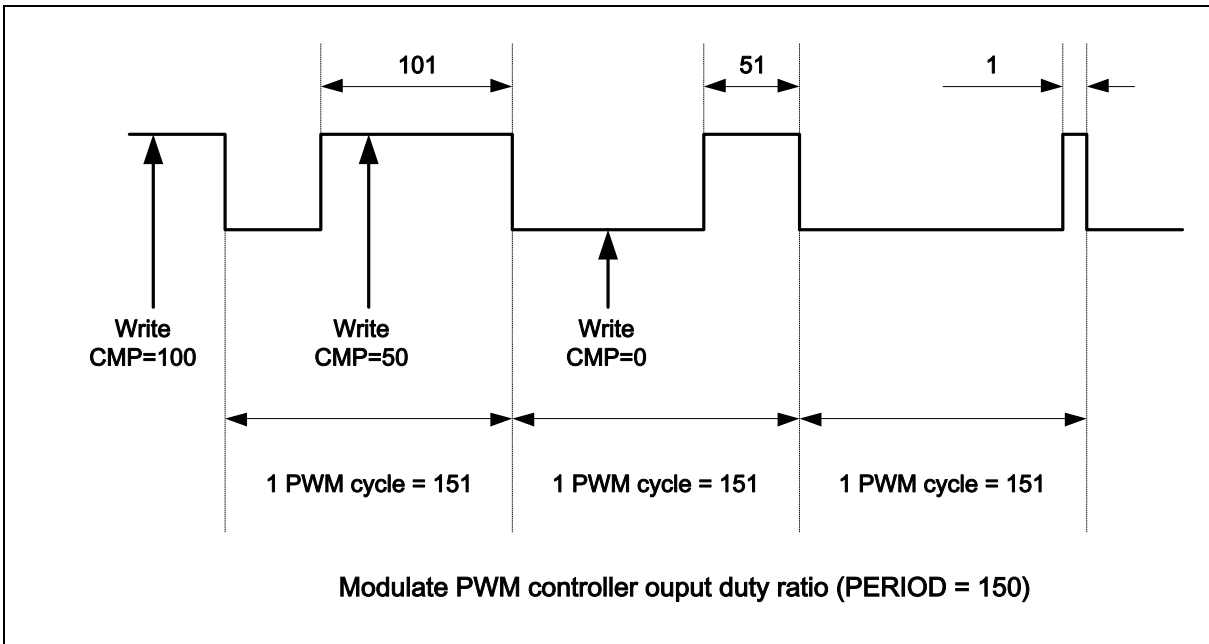 101
51
1
Write
CMP=100
Write
CMP=50
Write
CMP=0
1 PWM cycle = 151
1 PWM cycle = 151
1 PWM cycle = 151
Modulate PWM controller ouput duty ratio (PERIOD = 150)